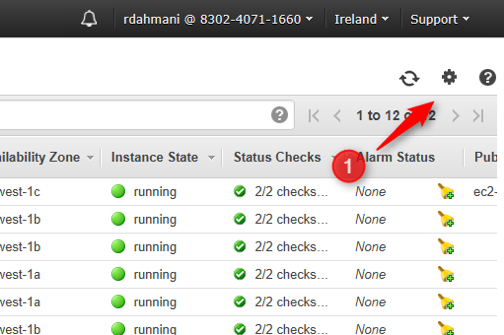 rdahmani @ 8302-4071-1660 Ireland Support
?
? 1 to 12 of 12
ilability Zone Instance State Status Checks Alarm Status Pub
1
west-1c running 2/2 checks... None ec2-
west-1b running 2/2 checks... None
west-1b running 2/2 checks... None
west-1a running 2/2 checks... None
west-1a running 2/2 checks... None
west-1b running 2/2 checks... None